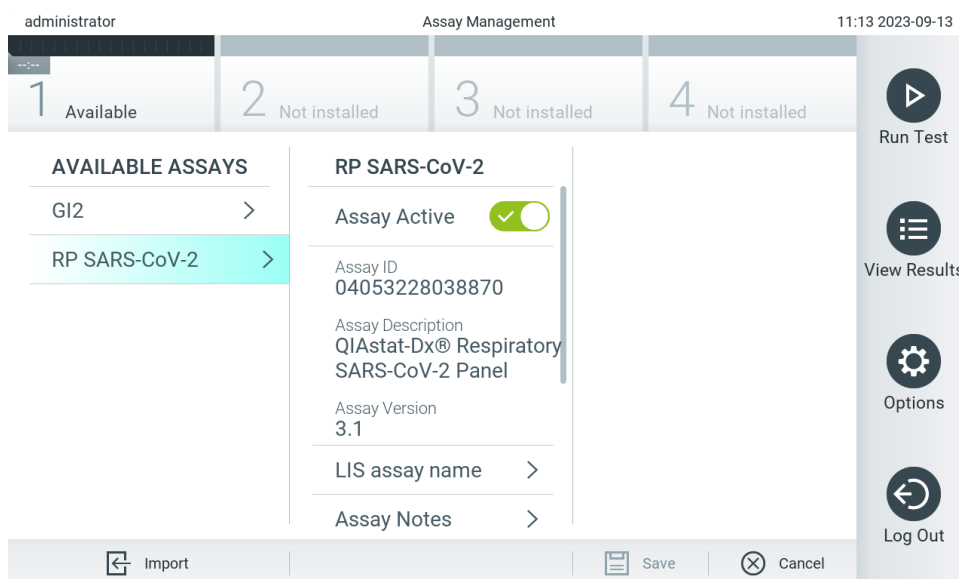 administrator
Assay Management
11:13 2023-09-13
--:--
1 Available
2 Not installed
3 Not installed
4 Not installed
Run Test
View Results
Options
Log Out
AVAILABLE ASSAYS
GI2
RP SARS-CoV-2
RP SARS-CoV-2
Assay Active
Assay ID
04053228038870
Assay Description
QIAstat-Dx® Respiratory
SARS-CoV-2 Panel
Assay Version
3.1
LIS assay name
Assay Notes
Import
Save
Cancel